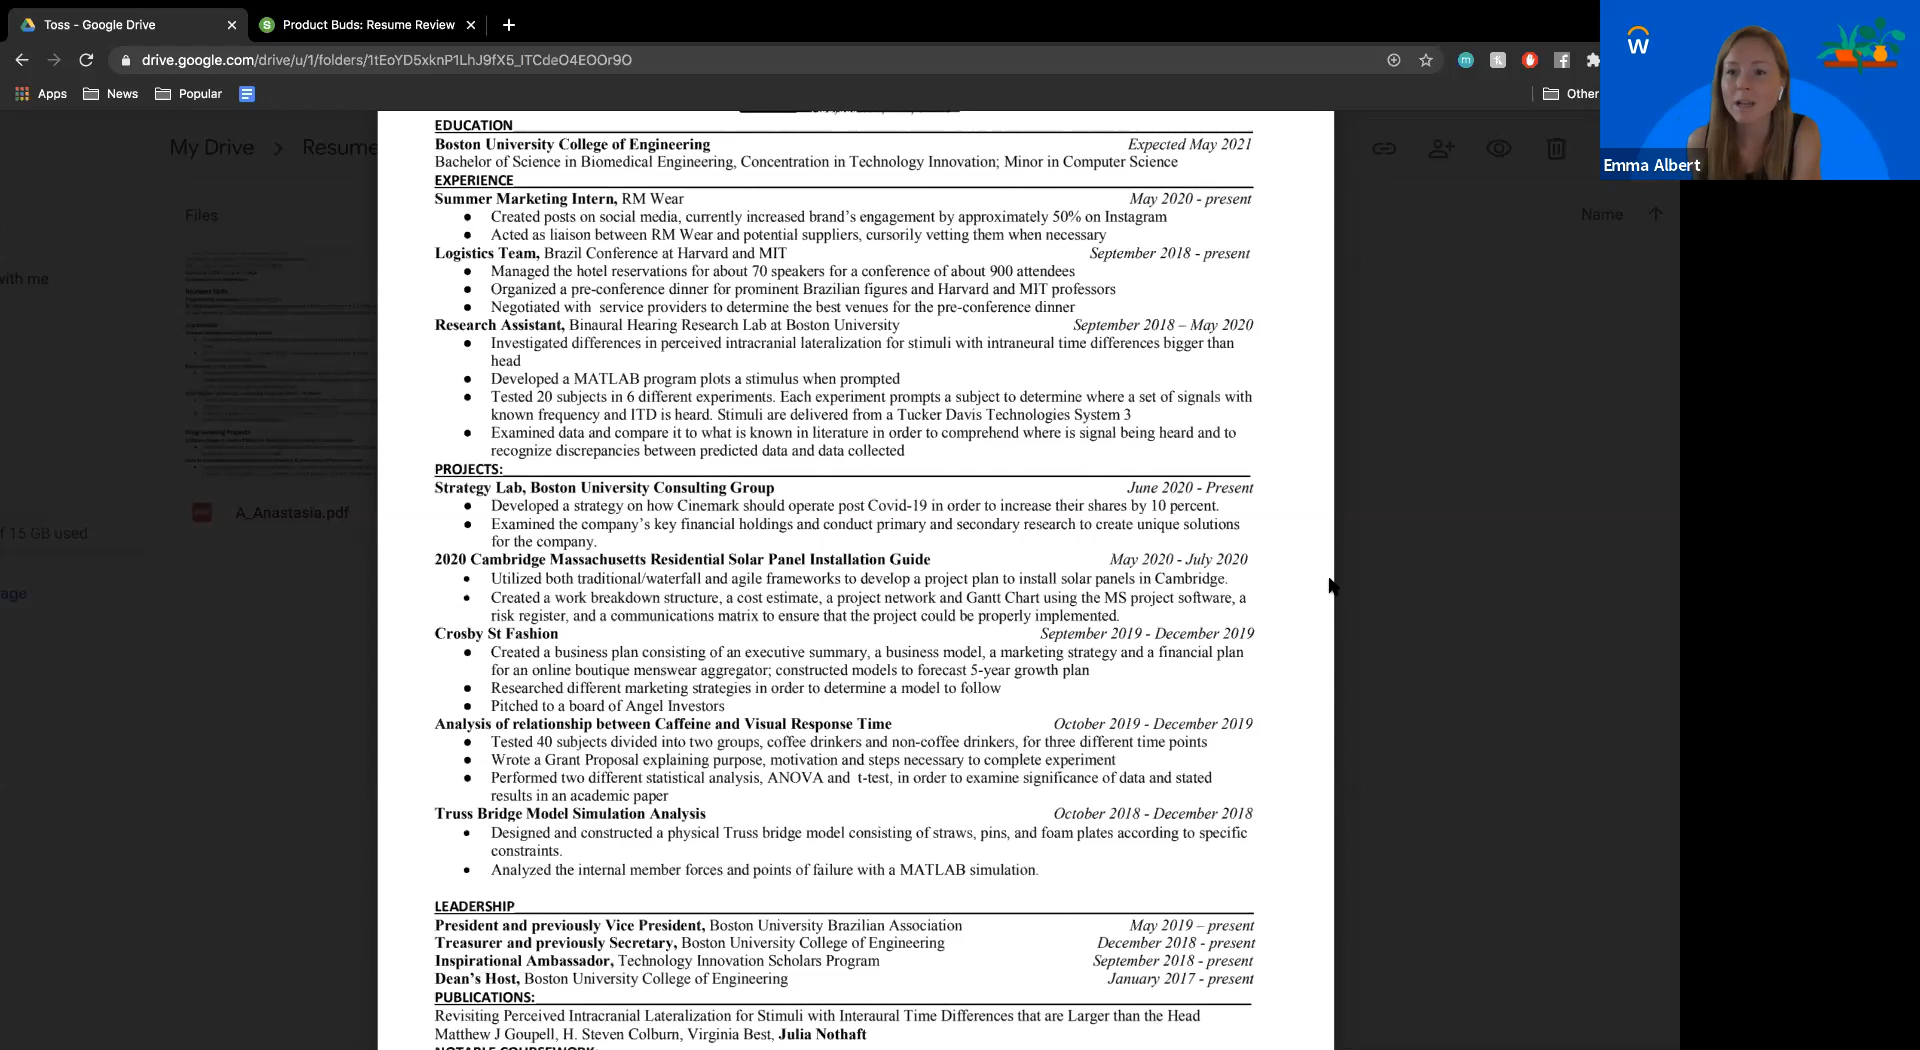 Toss - Google Drive
Product Buds: Resume Review
drive.google.com/drive/u/1/folders/1tEoYD5xknP1LhJ9fX5_ITCdeO4EOOr9O
Apps News Popular
Other
w
Emma Albert
My Drive > Resume
Files
Name
with me
A_Anastasia.pdf
f 15 GB used
rage
EDUCATION
Boston University College of Engineering Expected May 2021
Bachelor of Science in Biomedical Engineering, Concentration in Technology Innovation; Minor in Computer Science
EXPERIENCE
Summer Marketing Intern, RM Wear May 2020 - present
● Created posts on social media, currently increased brand's engagement by approximately 50% on Instagram
● Acted as liaison between RM Wear and potential suppliers, cursorily vetting them when necessary
Logistics Team, Brazil Conference at Harvard and MIT September 2018 - present
● Managed the hotel reservations for about 70 speakers for a conference of about 900 attendees
● Organized a pre-conference dinner for prominent Brazilian figures and Harvard and MIT professors
● Negotiated with service providers to determine the best venues for the pre-conference dinner
Research Assistant, Binaural Hearing Research Lab at Boston University September 2018 – May 2020
● Investigated differences in perceived intracranial lateralization for stimuli with intraneural time differences bigger than
head
● Developed a MATLAB program plots a stimulus when prompted
● Tested 20 subjects in 6 different experiments. Each experiment prompts a subject to determine where a set of signals with
known frequency and ITD is heard. Stimuli are delivered from a Tucker Davis Technologies System 3
● Examined data and compare it to what is known in literature in order to comprehend where is signal being heard and to
recognize discrepancies between predicted data and data collected
PROJECTS:
Strategy Lab, Boston University Consulting Group June 2020 - Present
● Developed a strategy on how Cinemark should operate post Covid-19 in order to increase their shares by 10 percent.
● Examined the company's key financial holdings and conduct primary and secondary research to create unique solutions
for the company.
2020 Cambridge Massachusetts Residential Solar Panel Installation Guide May 2020 - July 2020
• Utilized both traditional/waterfall and agile frameworks to develop a project plan to install solar panels in Cambridge.
• Created a work breakdown structure, a cost estimate, a project network and Gantt Chart using the MS project software, a
risk register, and a communications matrix to ensure that the project could be properly implemented.
Crosby St Fashion September 2019 - December 2019
● Created a business plan consisting of an executive summary, a business model, a marketing strategy and a financial plan
for an online boutique menswear aggregator; constructed models to forecast 5-year growth plan
● Researched different marketing strategies in order to determine a model to follow
● Pitched to a board of Angel Investors
Analysis of relationship between Caffeine and Visual Response Time October 2019 - December 2019
● Tested 40 subjects divided into two groups, coffee drinkers and non-coffee drinkers, for three different time points
● Wrote a Grant Proposal explaining purpose, motivation and steps necessary to complete experiment
● Performed two different statistical analysis, ANOVA and t-test, in order to examine significance of data and stated
results in an academic paper
Truss Bridge Model Simulation Analysis October 2018 - December 2018
• Designed and constructed a physical Truss bridge model consisting of straws, pins, and foam plates according to specific
constraints.
• Analyzed the internal member forces and points of failure with a MATLAB simulation.
LEADERSHIP
President and previously Vice President, Boston University Brazilian Association May 2019 – present
Treasurer and previously Secretary, Boston University College of Engineering December 2018 - present
Inspirational Ambassador, Technology Innovation Scholars Program September 2018 - present
Dean's Host, Boston University College of Engineering January 2017 - present
PUBLICATIONS:
Revisiting Perceived Intracranial Lateralization for Stimuli with Interaural Time Differences that are Larger than the Head
Matthew J Goupell, H. Steven Colburn, Virginia Best, Julia Nothaft
NOTABLE COURSEWORK: